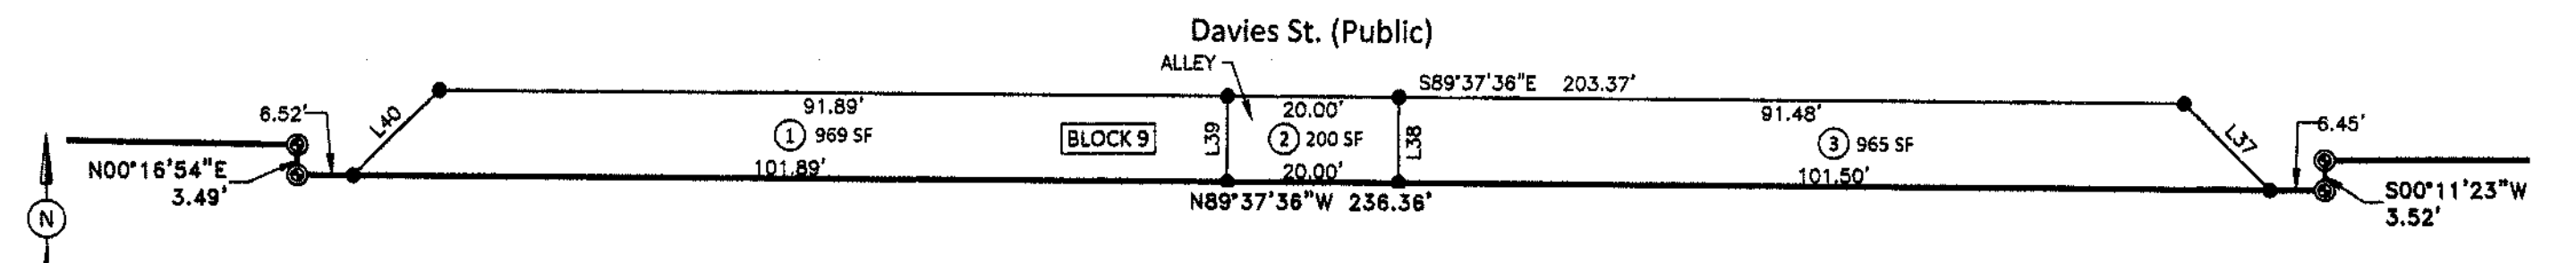 Davies St. (Public)
ALLEY
S89°37'36"E 203.37'
6.52'
L40
91.89'
20.00'
91.48'
6.45'
1 969 SF
BLOCK 9
L39
2 200 SF
L38
3 965 SF
L37
N00°16'54"E
3.49'
101.89'
20.00'
101.50'
N89°37'36"W 236.36'
S00°11'23"W
3.52'
N